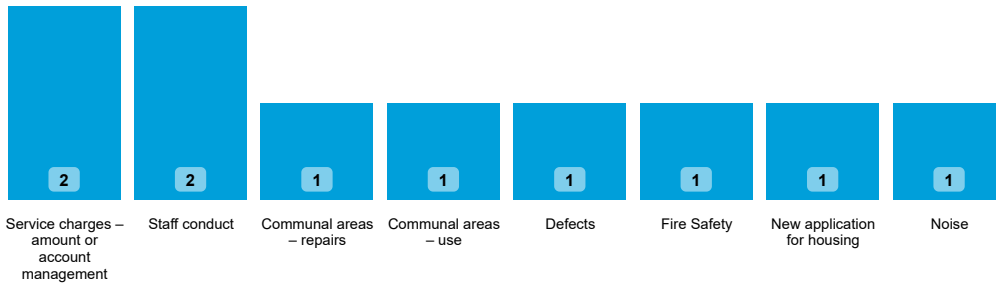 2
2
1
1
1
1
1
1
Service charges –
amount or
account
management
Staff conduct
Communal areas
– repairs
Communal areas
– use
Defects
Fire Safety
New application
for housing
Noise